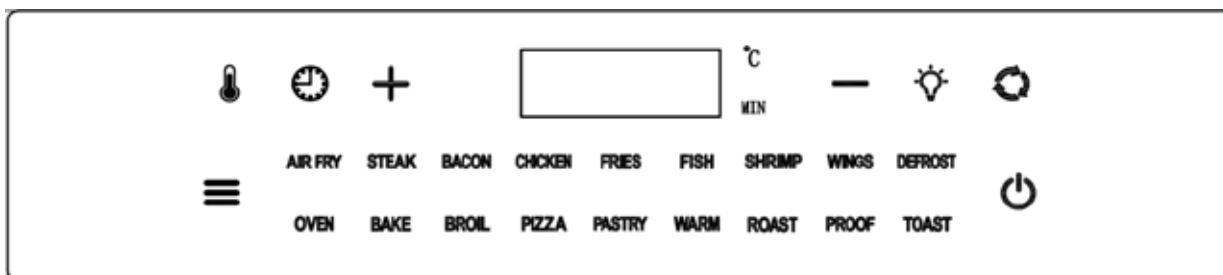 °C
MIN
AIR FRY STEAK BACON CHICKEN FRIES FISH SHRIMP WINGS DEFROST
OVEN BAKE BROIL PIZZA PASTRY WARM ROAST PROOF TOAST